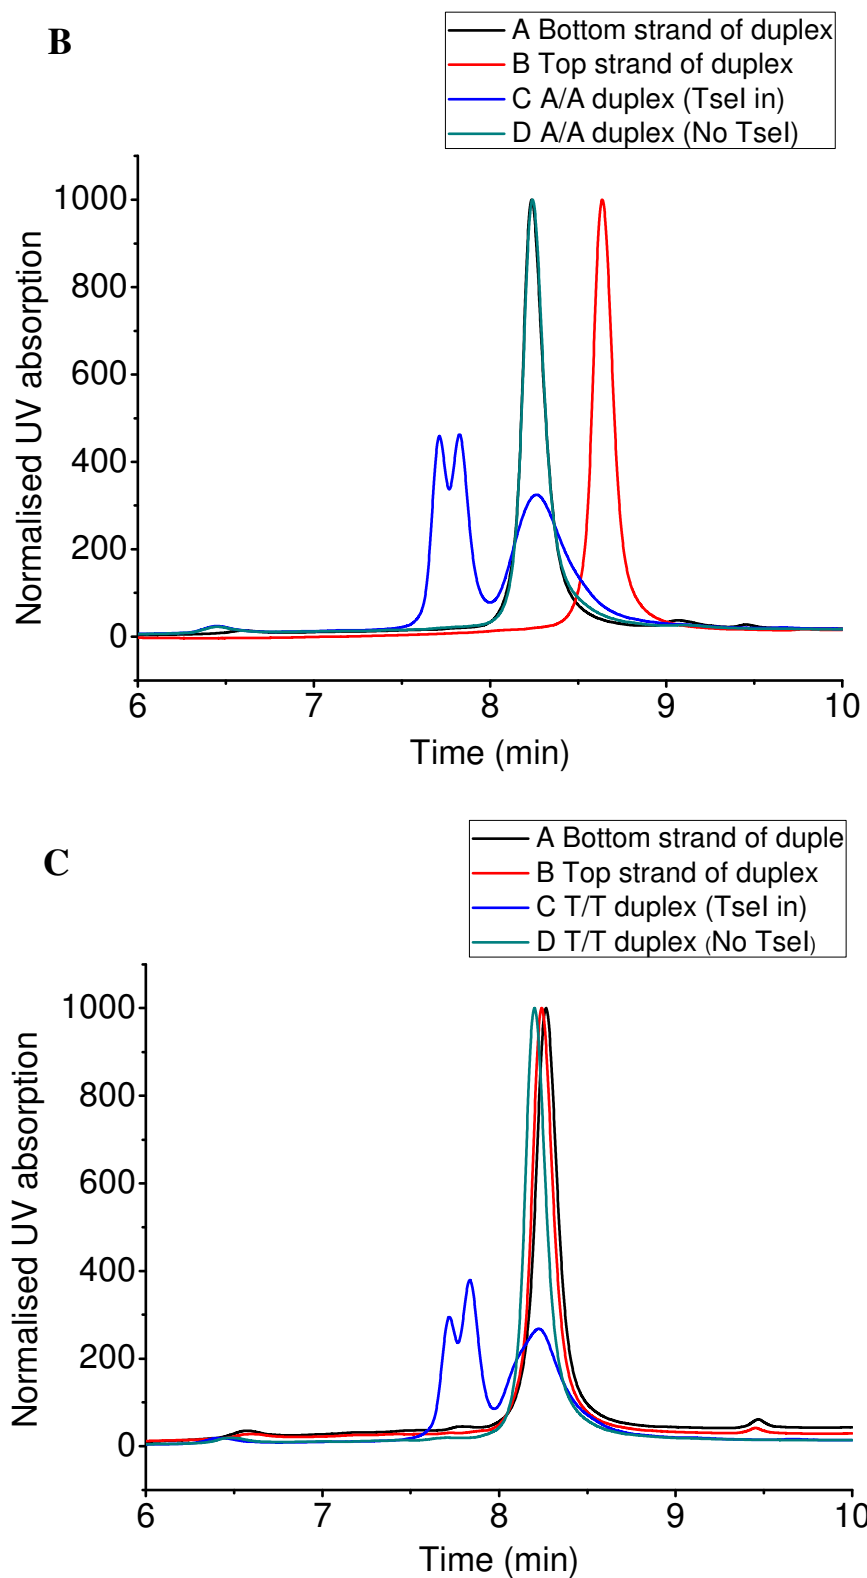 B
A Bottom strand of duplex
B Top strand of duplex
C A/A duplex (TseI in)
D A/A duplex (No TseI)
1000
800
600
400
200
0
Normalised UV absorption
6 7 8 9 10
Time (min)
C
A Bottom strand of duple
B Top strand of duplex
C T/T duplex (TseI in)
D T/T duplex (No TseI)
1000
800
600
400
200
0
Normalised UV absorption
6 7 8 9 10
Time (min)